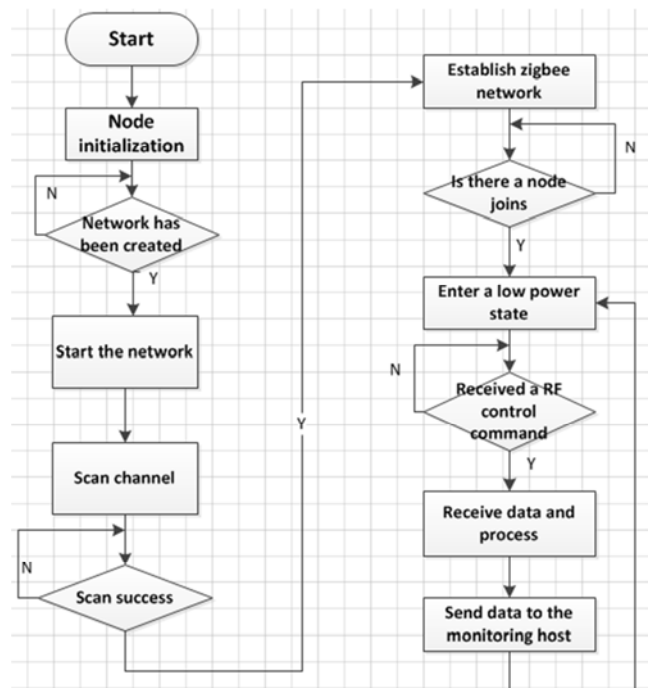 Start
Node
initialization
N
Network has
been created
Y
Start the network
Scan channel
N
Scan success
Y
Establish zigbee
network
N
Is there a node
joins
Y
Enter a low power
state
N
Received a RF
control
command
Y
Receive data and
process
Send data to the
monitoring host